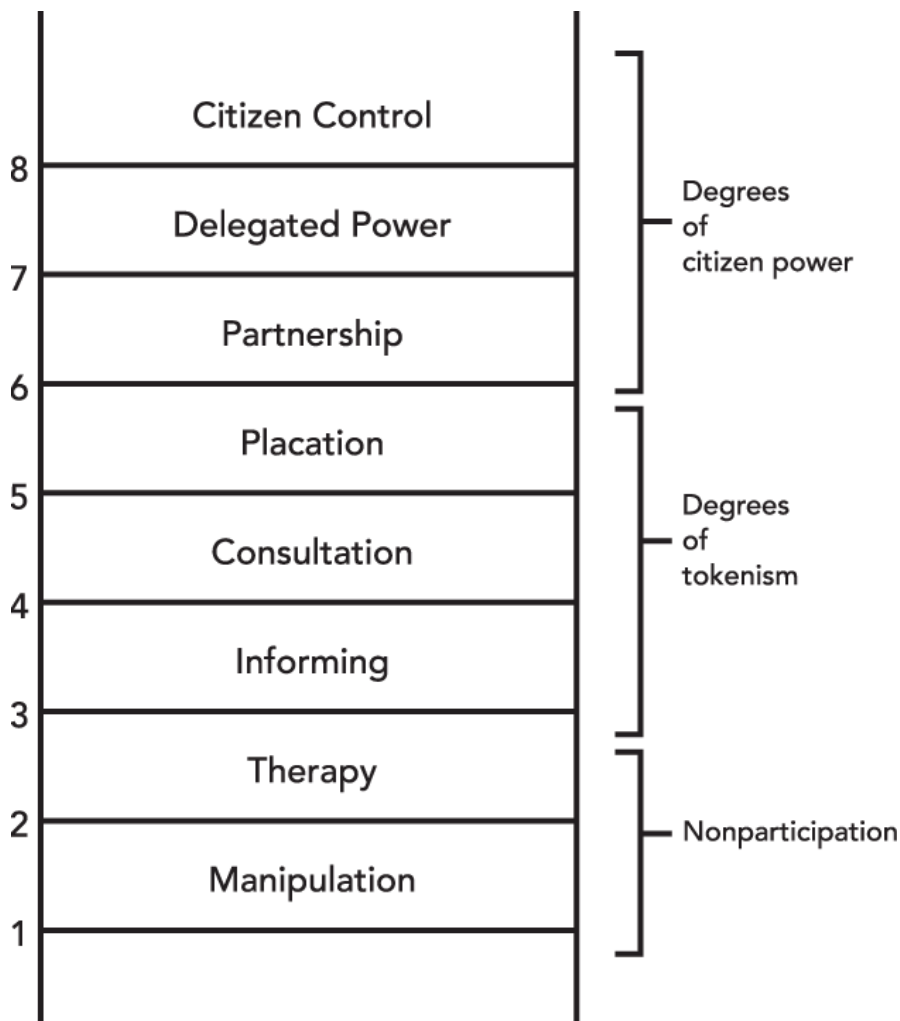 Citizen Control
8
Delegated Power
7
Partnership
6
Placation
5
Consultation
4
Informing
3
Therapy
2
Manipulation
1
Degrees
of
citizen power
Degrees
of
tokenism
Nonparticipation